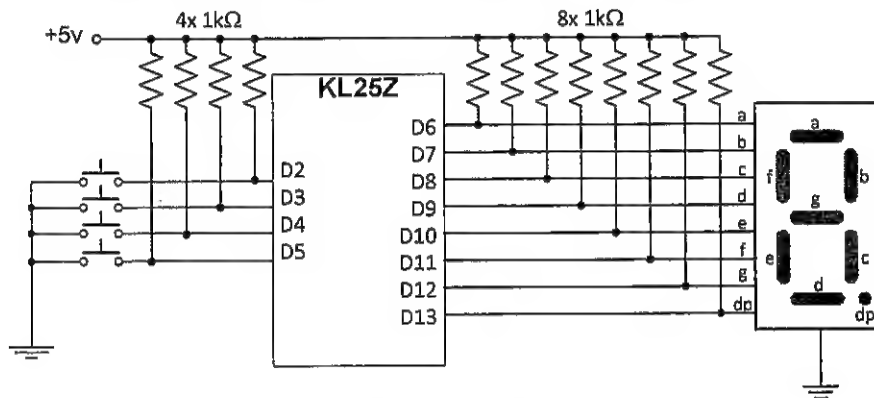 4x 1kΩ
8x 1kΩ
+5v
KL25Z
D2
D3
D4
D5
D6
D7
D8
D9
D10
D11
D12
D13
a
b
c
d
e
f
g
dp
a
f
b
g
e
c
d
dp